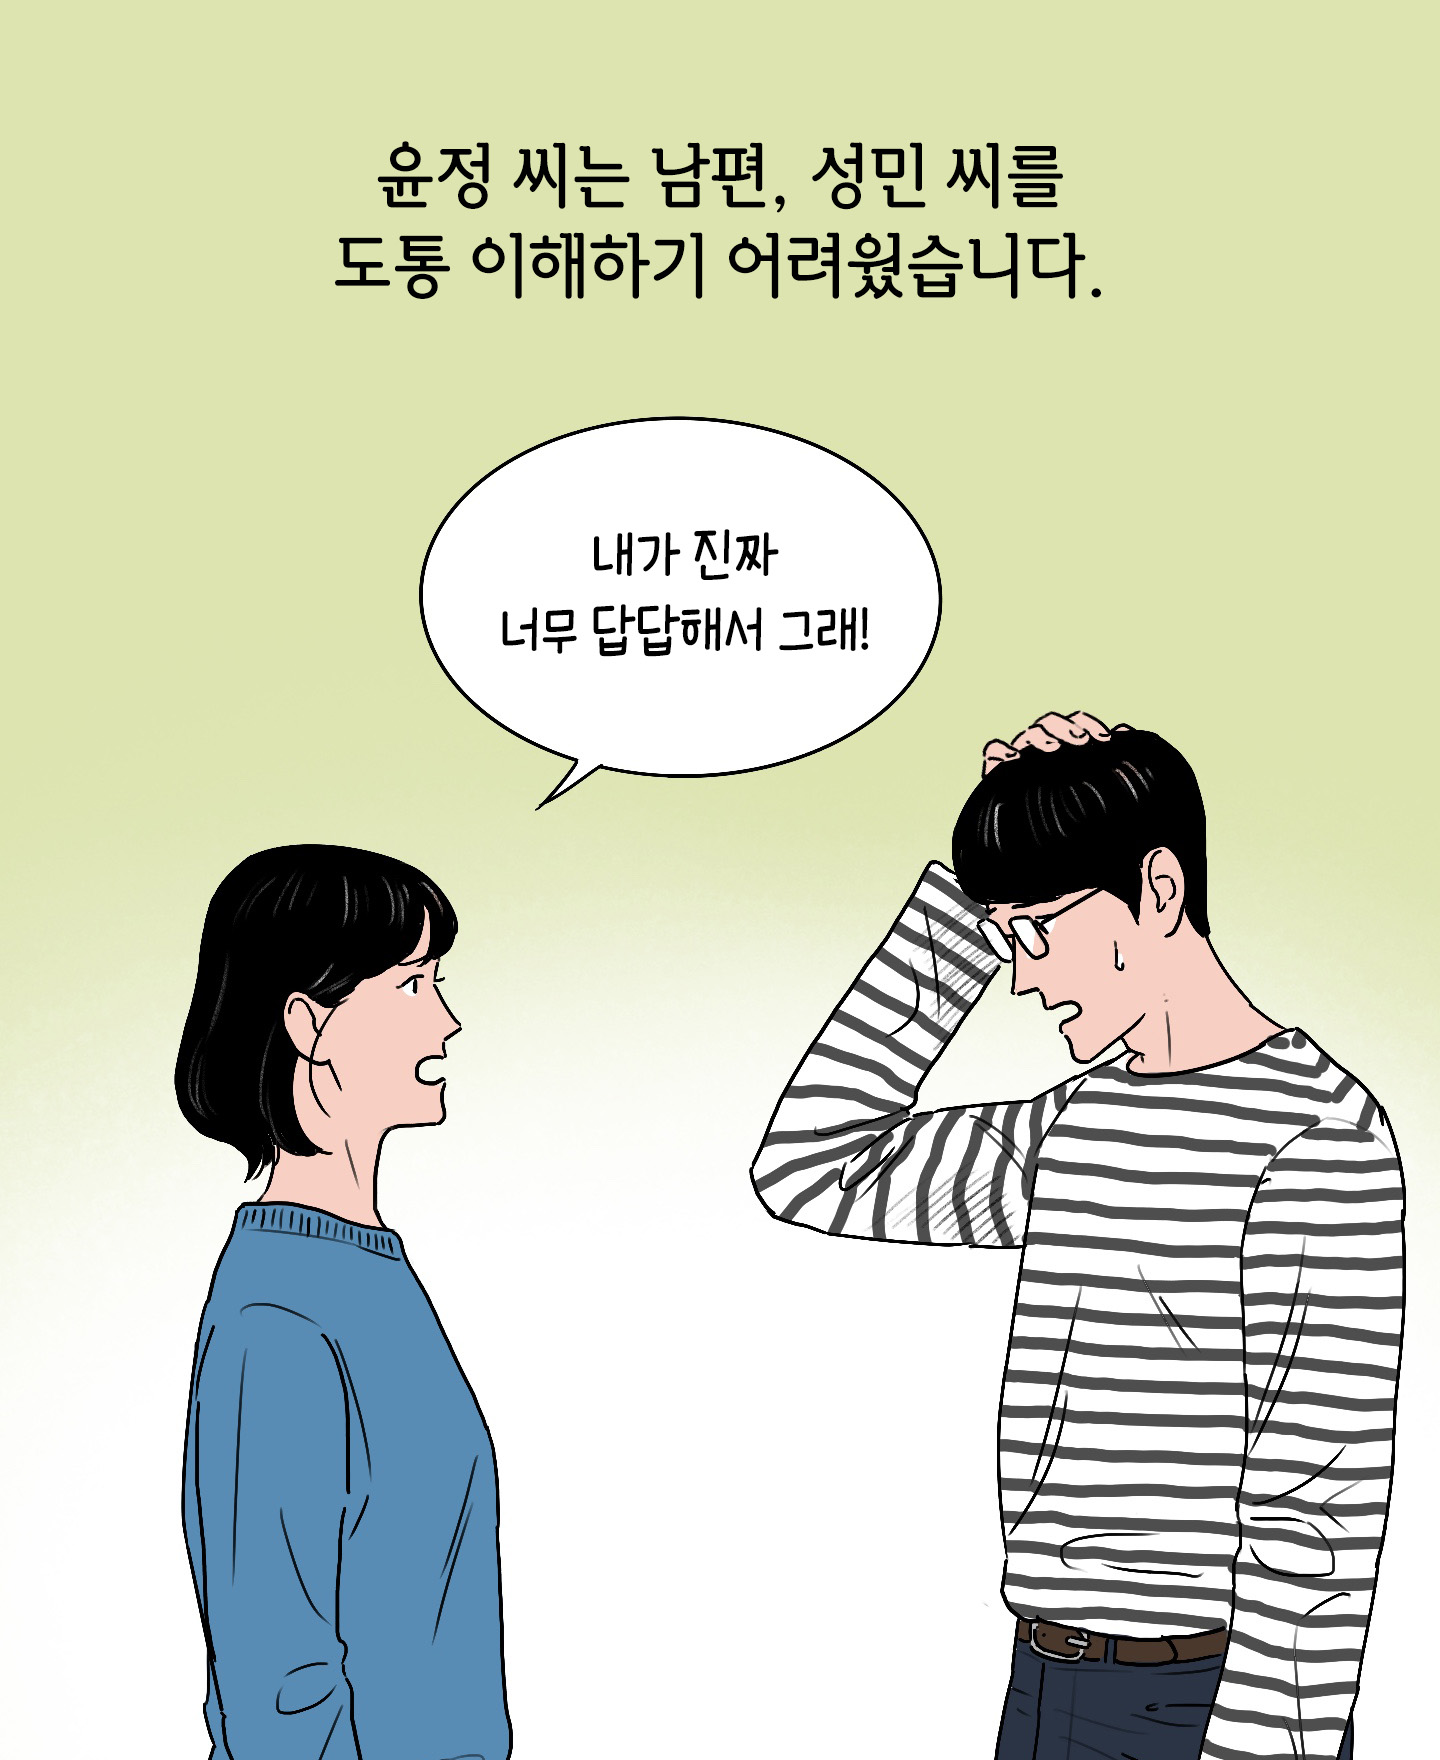 윤정 씨는 남편, 성민 씨를
도통 이해하기 어려웠습니다.
내가 진짜
너무 답답해서 그래!